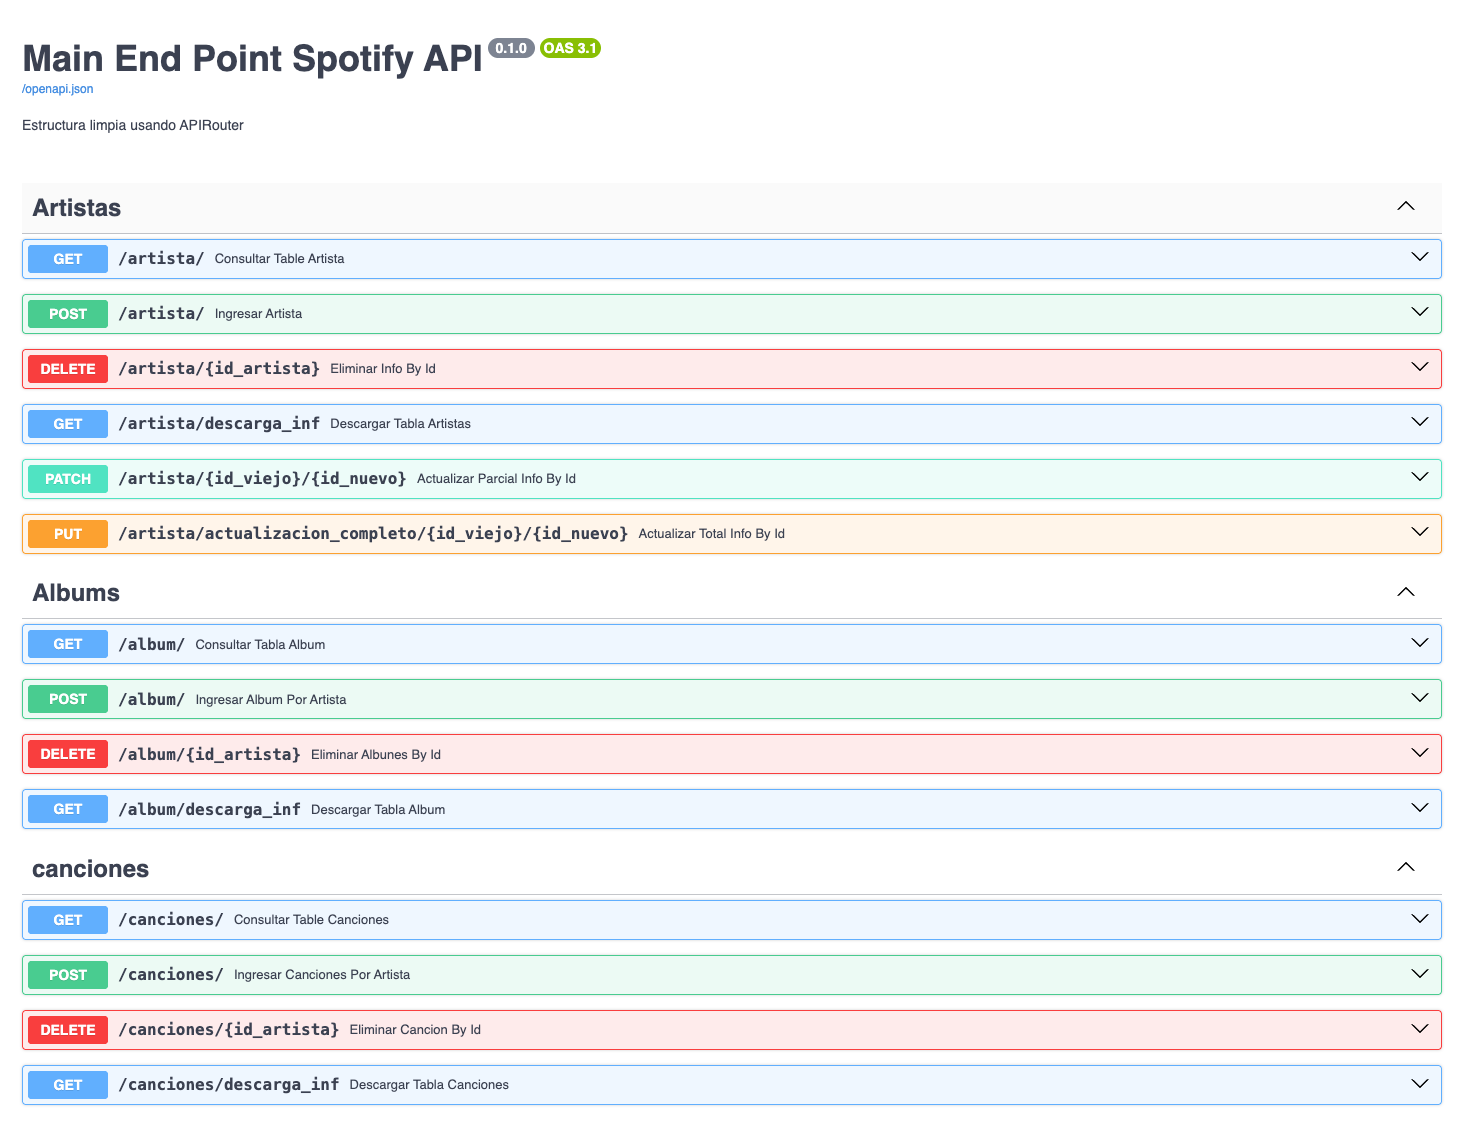 Main End Point Spotify API 0.1.0 OAS 3.1
/openapi.json
Estructura limpia usando APIRouter
Artistas
GET /artista/ Consultar Table Artista
POST /artista/ Ingresar Artista
DELETE /artista/{id_artista} Eliminar Info By Id
GET /artista/descarga_inf Descargar Tabla Artistas
PATCH /artista/{id_viejo}/{id_nuevo} Actualizar Parcial Info By Id
PUT /artista/actualizacion_completo/{id_viejo}/{id_nuevo} Actualizar Total Info By Id
Albums
GET /album/ Consultar Tabla Album
POST /album/ Ingresar Album Por Artista
DELETE /album/{id_artista} Eliminar Albunes By Id
GET /album/descarga_inf Descargar Tabla Album
canciones
GET /canciones/ Consultar Table Canciones
POST /canciones/ Ingresar Canciones Por Artista
DELETE /canciones/{id_artista} Eliminar Cancion By Id
GET /canciones/descarga_inf Descargar Tabla Canciones